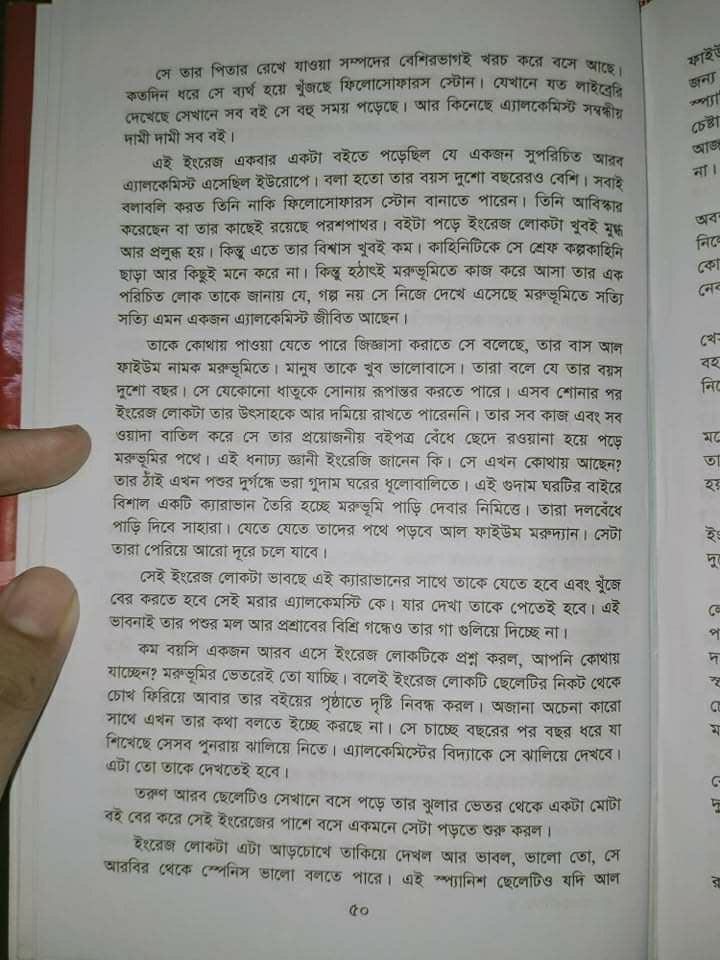 সে তার পিতার রেখে যাওয়া সম্পদের বেশিরভাগই খরচ করে বসে আছে।
কতদিন ধরে সে ব্যর্থ হয়ে খুঁজছে ফিলোসোফারস স্টোন। যেখানে যত লাইব্রেরি
দেখেছে সেখানে সব বই সে বহু সময় পড়েছে। আর কিনেছে এ্যালকেমিস্ট সম্বন্ধীয়
দামী দামী সব বই।
এই ইংরেজ একবার একটা বইতে পড়েছিল যে একজন সুপরিচিত আরব
এ্যালকেমিস্ট এসেছিল ইউরোপে। বলা হতো তার বয়স দুশো বছরেরও বেশি। সবাই
বলাবলি করত তিনি নাকি ফিলোসোফারস স্টোন বানাতে পারেন। তিনি আবিস্কার
করেছেন বা তার কাছেই রয়েছে পরশপাথর। বইটা পড়ে ইংরেজ লোকটা খুবই মুগ্ধ
আর প্রলুব্ধ হয়। কিন্তু এতে তার বিশ্বাস খুবই কম। কাহিনিটিকে সে শ্রেফ কল্পকাহিনি
ছাড়া আর কিছুই মনে করে না। কিন্তু হঠাৎই মরুভূমিতে কাজ করে আসা তার এক
পরিচিত লোক তাকে জানায় যে, গল্প নয় সে নিজে দেখে এসেছে মরুভূমিতে সত্যি
সত্যি এমন একজন এ্যালকেমিস্ট জীবিত আছেন।
তাকে কোথায় পাওয়া যেতে পারে জিজ্ঞাসা করাতে সে বলেছে, তার বাস আল
ফাইউম নামক মরুভূমিতে। মানুষ তাকে খুব ভালোবাসে। তারা বলে যে তার বয়স
দুশো বছর। সে যেকোনো ধাতুকে সোনায় রূপান্তর করতে পারে। এসব শোনার পর
ইংরেজ লোকটা তার উৎসাহকে আর দমিয়ে রাখতে পারেননি। তার সব কাজ এবং সব
ওয়াদা বাতিল করে সে তার প্রয়োজনীয় বইপত্র বেঁধে ছেদে রওয়ানা হয়ে পড়ে
মরুভূমির পথে। এই ধনাঢ্য জ্ঞানী ইংরেজি জানেন কি। সে এখন কোথায় আছেন?
তার ঠাঁই এখন পশুর দুর্গন্ধে ভরা গুদাম ঘরের ধূলোবালিতে। এই গুদাম ঘরটির বাইরে
বিশাল একটি ক্যারাভান তৈরি হচ্ছে মরুভূমি পাড়ি দেবার নিমিত্তে। তারা দলবেঁধে
পাড়ি দিবে সাহারা। যেতে যেতে তাদের পথে পড়বে আল ফাইউম মরুদ্যান। সেটা
তারা পেরিয়ে আরো দূরে চলে যাবে।
সেই ইংরেজ লোকটা ভাবছে এই ক্যারাভানের সাথে তাকে যেতে হবে এবং খুঁজে
বের করতে হবে সেই মরার এ্যালকেমস্টি কে। যার দেখা তাকে পেতেই হবে। এই
ভাবনাই তার পশুর মল আর প্রশ্রাবের বিশ্রি গন্ধেও তার গা গুলিয়ে দিচ্ছে না।
কম বয়সি একজন আরব এসে ইংরেজ লোকটিকে প্রশ্ন করল, আপনি কোথায়
যাচ্ছেন? মরুভূমির ভেতরেই তো যাচ্ছি। বলেই ইংরেজ লোকটি ছেলেটির নিকট থেকে
চোখ ফিরিয়ে আবার তার বইয়ের পৃষ্ঠাতে দৃষ্টি নিবন্ধ করল। অজানা অচেনা কারো
সাথে এখন তার কথা বলতে ইচ্ছে করছে না। সে চাচ্ছে বছরের পর বছর ধরে যা
শিখেছে সেসব পুনরায় ঝালিয়ে নিতে। এ্যালকেমিস্টের বিদ্যাকে সে ঝালিয়ে দেখবে।
এটা তো তাকে দেখতেই হবে।
তরুণ আরব ছেলেটিও সেখানে বসে পড়ে তার ঝুলার ভেতর থেকে একটা মোটা
বই বের করে সেই ইংরেজের পাশে বসে একমনে সেটা পড়তে শুরু করল।
ইংরেজ লোকটা এটা আড়চোখে তাকিয়ে দেখল আর ভাবল, ভালো তো, সে
আরবির থেকে স্পেনিস ভালো বলতে পারে। এই স্প্যানিশ ছেলেটিও যদি আল
৫০